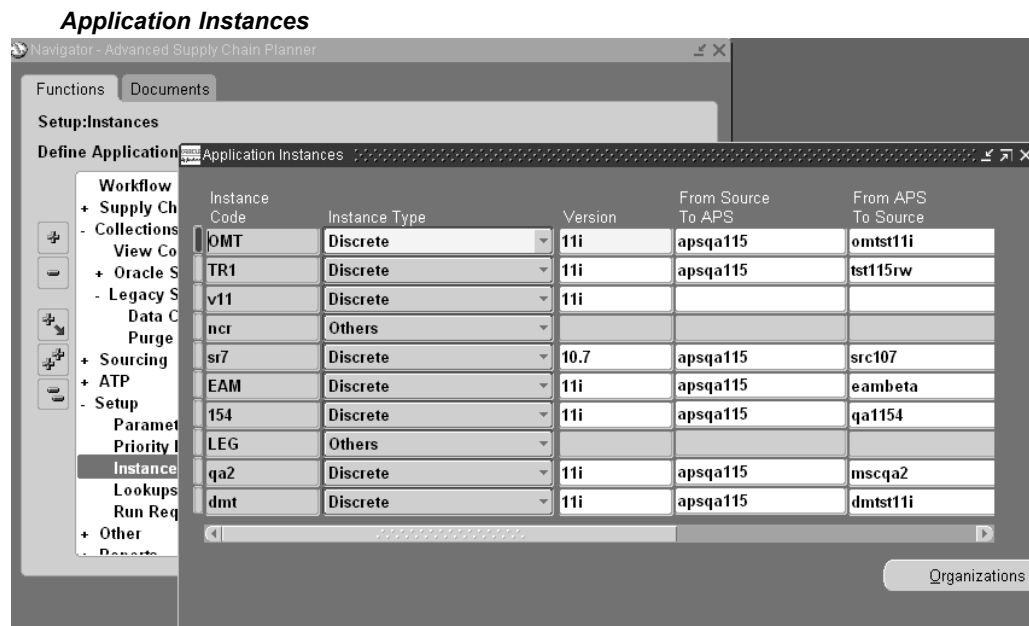 Application Instances
Navigator - Advanced Supply Chain Planner
Functions Documents
Setup:Instances
Define Application
Workflow
+ Supply Ch
- Collections
View Co
+ Oracle S
- Legacy S
Data C
Purge
+ Sourcing
+ ATP
- Setup
Paramet
Priority
Instance
Lookups
Run Req
+ Other
Application Instances
Instance Code Instance Type Version From Source To APS From APS To Source
OMT Discrete 11i apsqa115 omtst11i
TR1 Discrete 11i apsqa115 tst115rw
v11 Discrete 11i
ncr Others
sr7 Discrete 10.7 apsqa115 src107
EAM Discrete 11i apsqa115 eambeta
154 Discrete 11i apsqa115 qa1154
LEG Others
qa2 Discrete 11i apsqa115 mscqa2
dmt Discrete 11i apsqa115 dmtst11i
Organizations